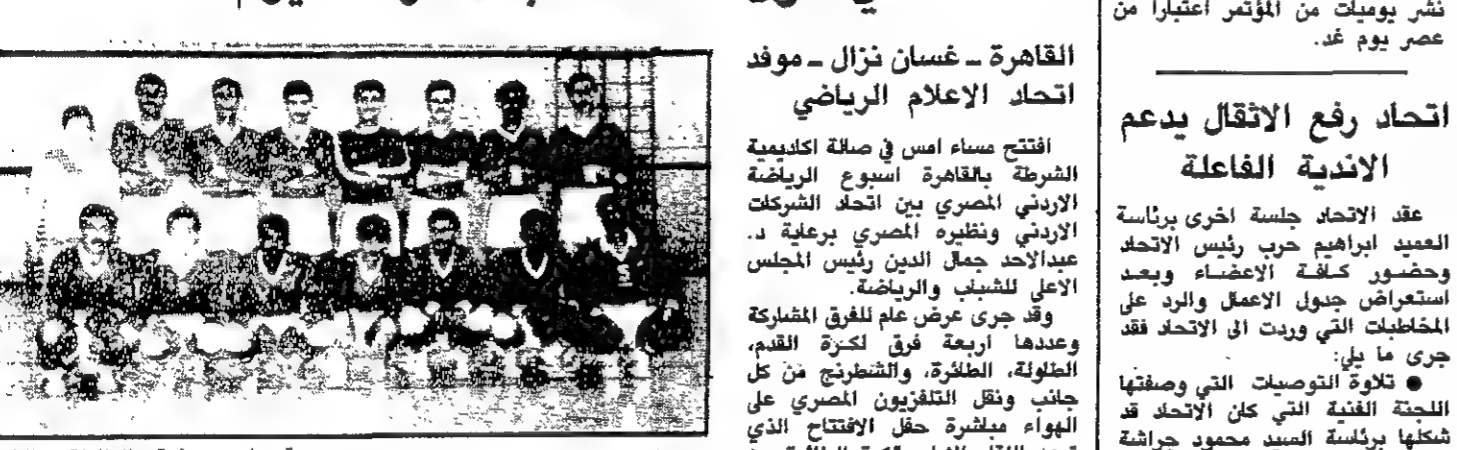 نشر يوميات من المؤتمر اعتبارا من
عصر يوم غد.
اتحاد رفع الاثقال يدعم
الاندية الفاعلة
عقد الاتحاد جلسة اخرى برئاسة
العميد ابراهيم حرب رئيس الاتحاد
وحضور كافة الاعضاء وبعد
استعراض جدول الاعمال والرد على
المخاطبات التي وردت الى الاتحاد فقد
جرى ما يلي:
● تلاوة التوصيات التي وصفتها
اللجنة الفنية التي كان الاتحاد قد
شكلها برئاسة السيد محمود جراشة
القاهرة ـ غسان نزال ـ موفد
اتحاد الاعلام الرياضي
افتتح مساء امس في صالة اكاديمية
الشرطة بالقاهرة اسبوع الرياضة
الاردني المصري بين اتحاد الشركات
الاردني ونظيره المصري برعاية د.
عبدالاحد جمال الدين رئيس المجلس
الاعلى للشباب والرياضة.
وقد جرى عرض عام للفرق المشاركة
وعددها اربعة فرق لكرة القدم،
الطاولة، الطائرة، والشطرنج من كل
جانب ونقل التلفزيون المصري على
الهواء مباشرة حفل الافتتاح الذي